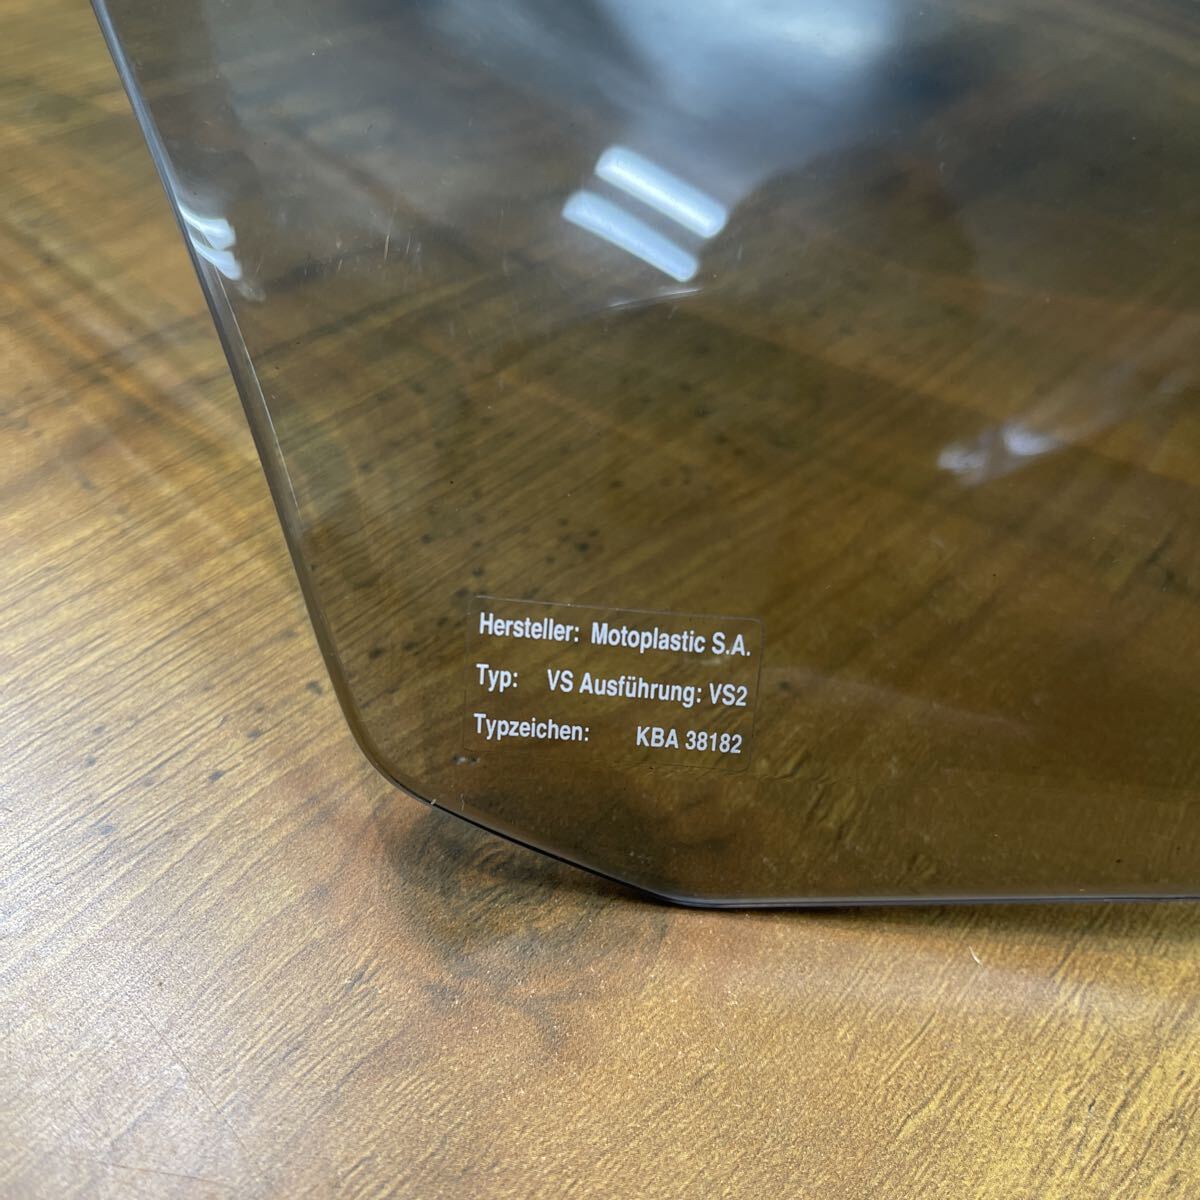 Hersteller: Motoplastic S.A.
Typ: VS Ausführung: VS2
Typzeichen: KBA 38182